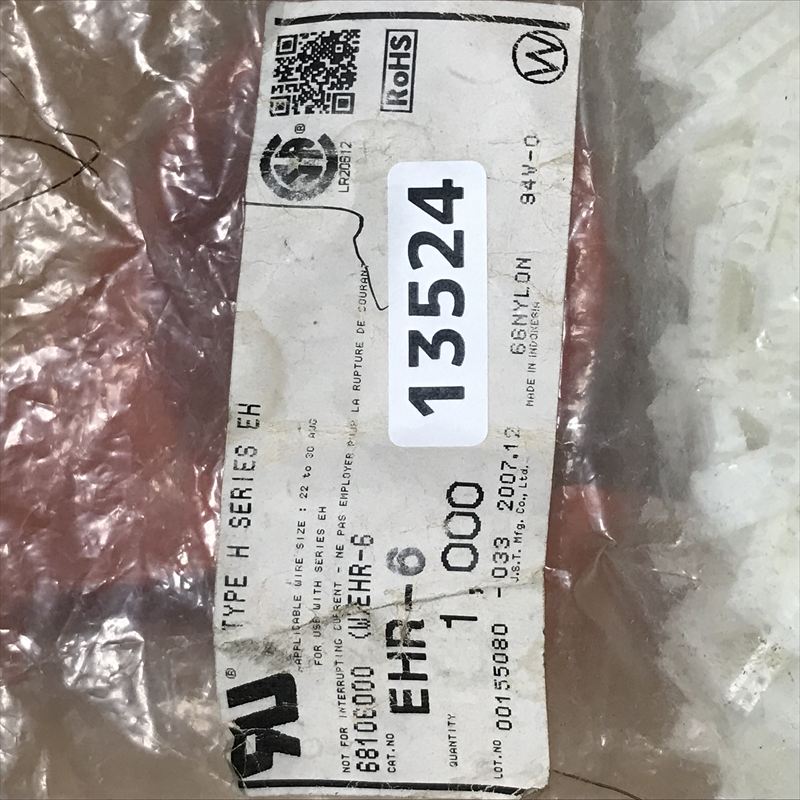 TYPE H SERIES EH
APPLICABLE WIRE SIZE : 22 to 30 AWG
FOR USE WITH SERIES EH
NOT FOR INTERRUPTING CURRENT - NE PAS EMPLOYER POUR LA RUPTURE DE COURANT
LR20812
RoHS
W
EHR-6
CAT.NO EHR-6
13524
QUANTITY 1,000
66NYLON 94V-0
MADE IN INDONESIA
LOT.NO 00155080 -033 2007.12
J.S.T. Mfg. Co., Ltd.